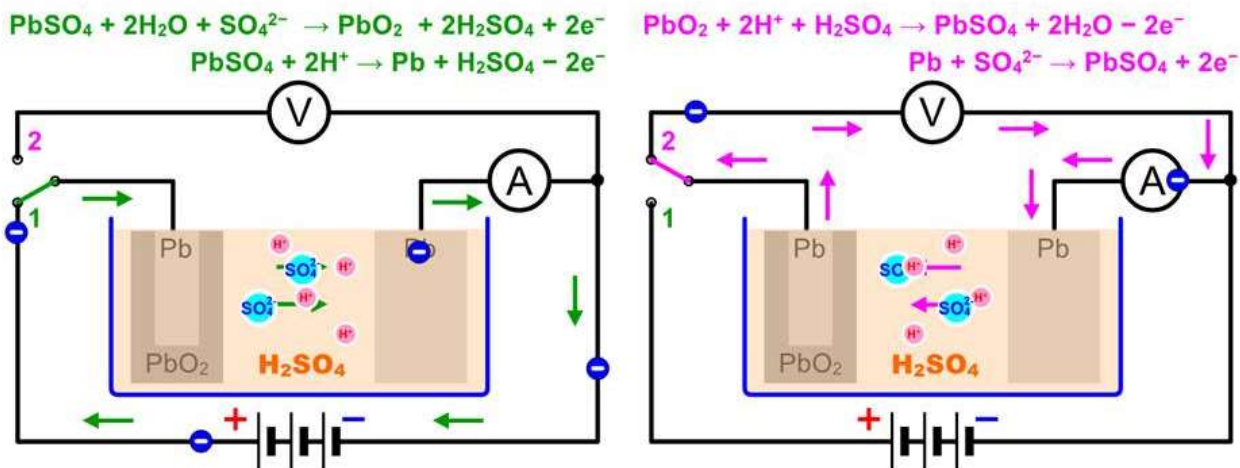 PbSO₄ + 2H₂O + SO₄²⁻ → PbO₂ + 2H₂SO₄ + 2e⁻
PbSO₄ + 2H⁺ → Pb + H₂SO₄ − 2e⁻
V
2
1
A
Pb
Pb
H⁺
SO₄²⁻
H⁺
SO₄²⁻
H⁺
H⁺
PbO₂
H₂SO₄
+
−
PbO₂ + 2H⁺ + H₂SO₄ → PbSO₄ + 2H₂O − 2e⁻
Pb + SO₄²⁻ → PbSO₄ + 2e⁻
V
2
1
A
Pb
Pb
H⁺
H⁺
SO₄²⁻
H⁺
H⁺
PbO₂
H₂SO₄
+
−